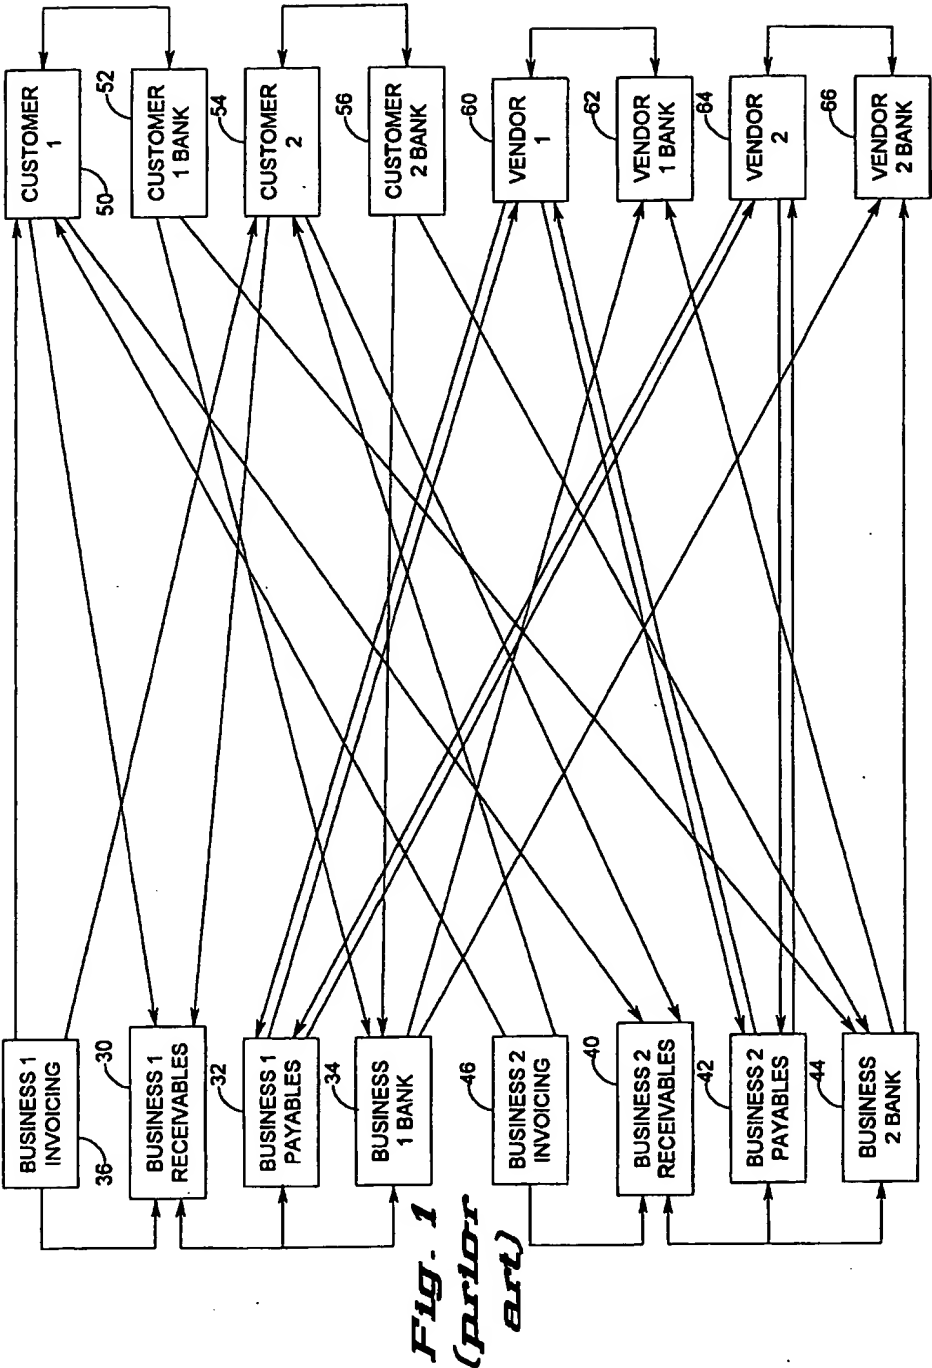 CUSTOMER
1
50
52
CUSTOMER
1 BANK
54
CUSTOMER
2
56
CUSTOMER
2 BANK
60
VENDOR
1
62
VENDOR
1 BANK
64
VENDOR
2
66
VENDOR
2 BANK
BUSINESS 1
INVOICING
36
30
BUSINESS 1
RECEIVABLES
32
BUSINESS 1
PAYABLES
34
BUSINESS
1 BANK
46
BUSINESS 2
INVOICING
40
BUSINESS 2
RECEIVABLES
42
BUSINESS 2
PAYABLES
44
BUSINESS
2 BANK
Fig. 1
(prior
art)